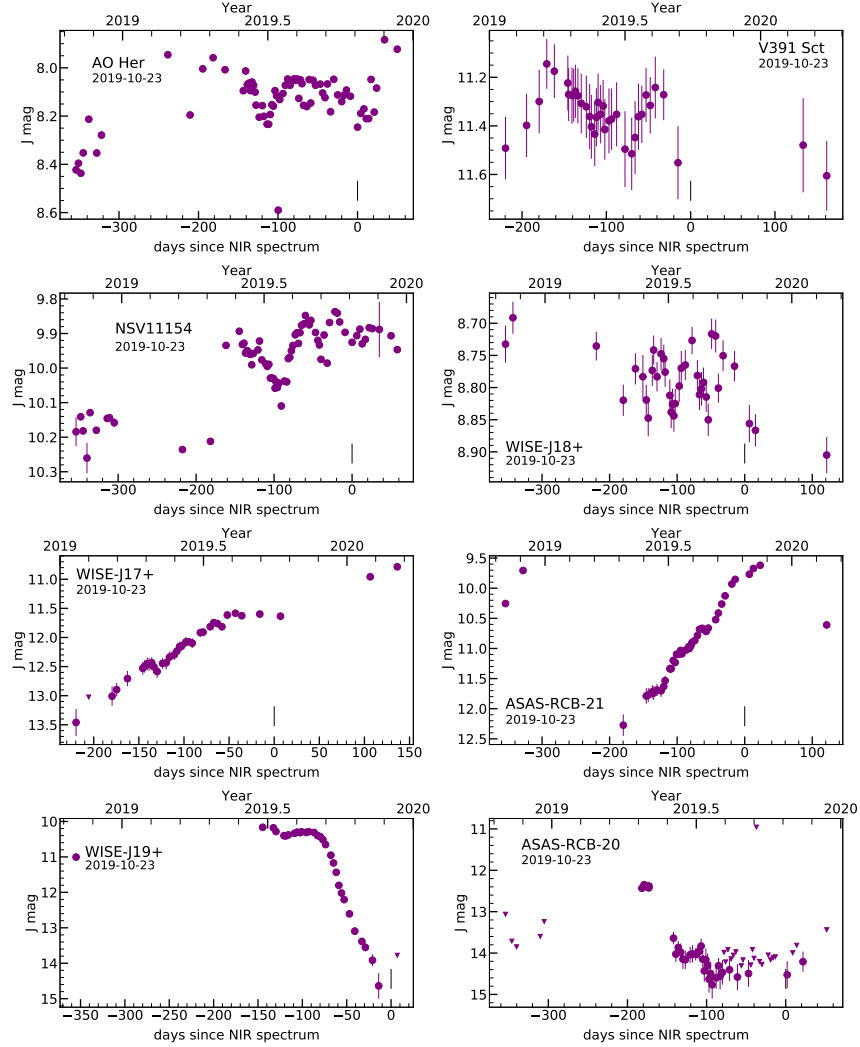 Year
Year
2019 2019.5 2020
2019 2019.5 2020
AO Her
2019-10-23
V391 Sct
2019-10-23
J mag
8.0
8.2
8.4
8.6
J mag
11.2
11.4
11.6
−300 −200 −100 0
−200 −100 0 100
days since NIR spectrum
days since NIR spectrum
Year
Year
2019 2019.5 2020
2019 2019.5 2020
NSV11154
2019-10-23
J mag
9.8
9.9
10.0
10.1
10.2
10.3
J mag
8.70
8.75
8.80
8.85
8.90
WISE-J18+
2019-10-23
−300 −200 −100 0
−300 −200 −100 0 100
days since NIR spectrum
days since NIR spectrum
Year
Year
2019 2019.5 2020
2019 2019.5 2020
WISE-J17+
2019-10-23
J mag
11.0
11.5
12.0
12.5
13.0
13.5
J mag
9.5
10.0
10.5
11.0
11.5
12.0
12.5
ASAS-RCB-21
2019-10-23
−200 −150 −100 −50 0 50 100 150
−300 −200 −100 0 100
days since NIR spectrum
days since NIR spectrum
Year
Year
2019 2019.5 2020
2019 2019.5 2020
WISE-J19+
2019-10-23
ASAS-RCB-20
2019-10-23
J mag
10
11
12
13
14
15
J mag
11
12
13
14
15
−350 −300 −250 −200 −150 −100 −50 0
−300 −200 −100 0
days since NIR spectrum
days since NIR spectrum